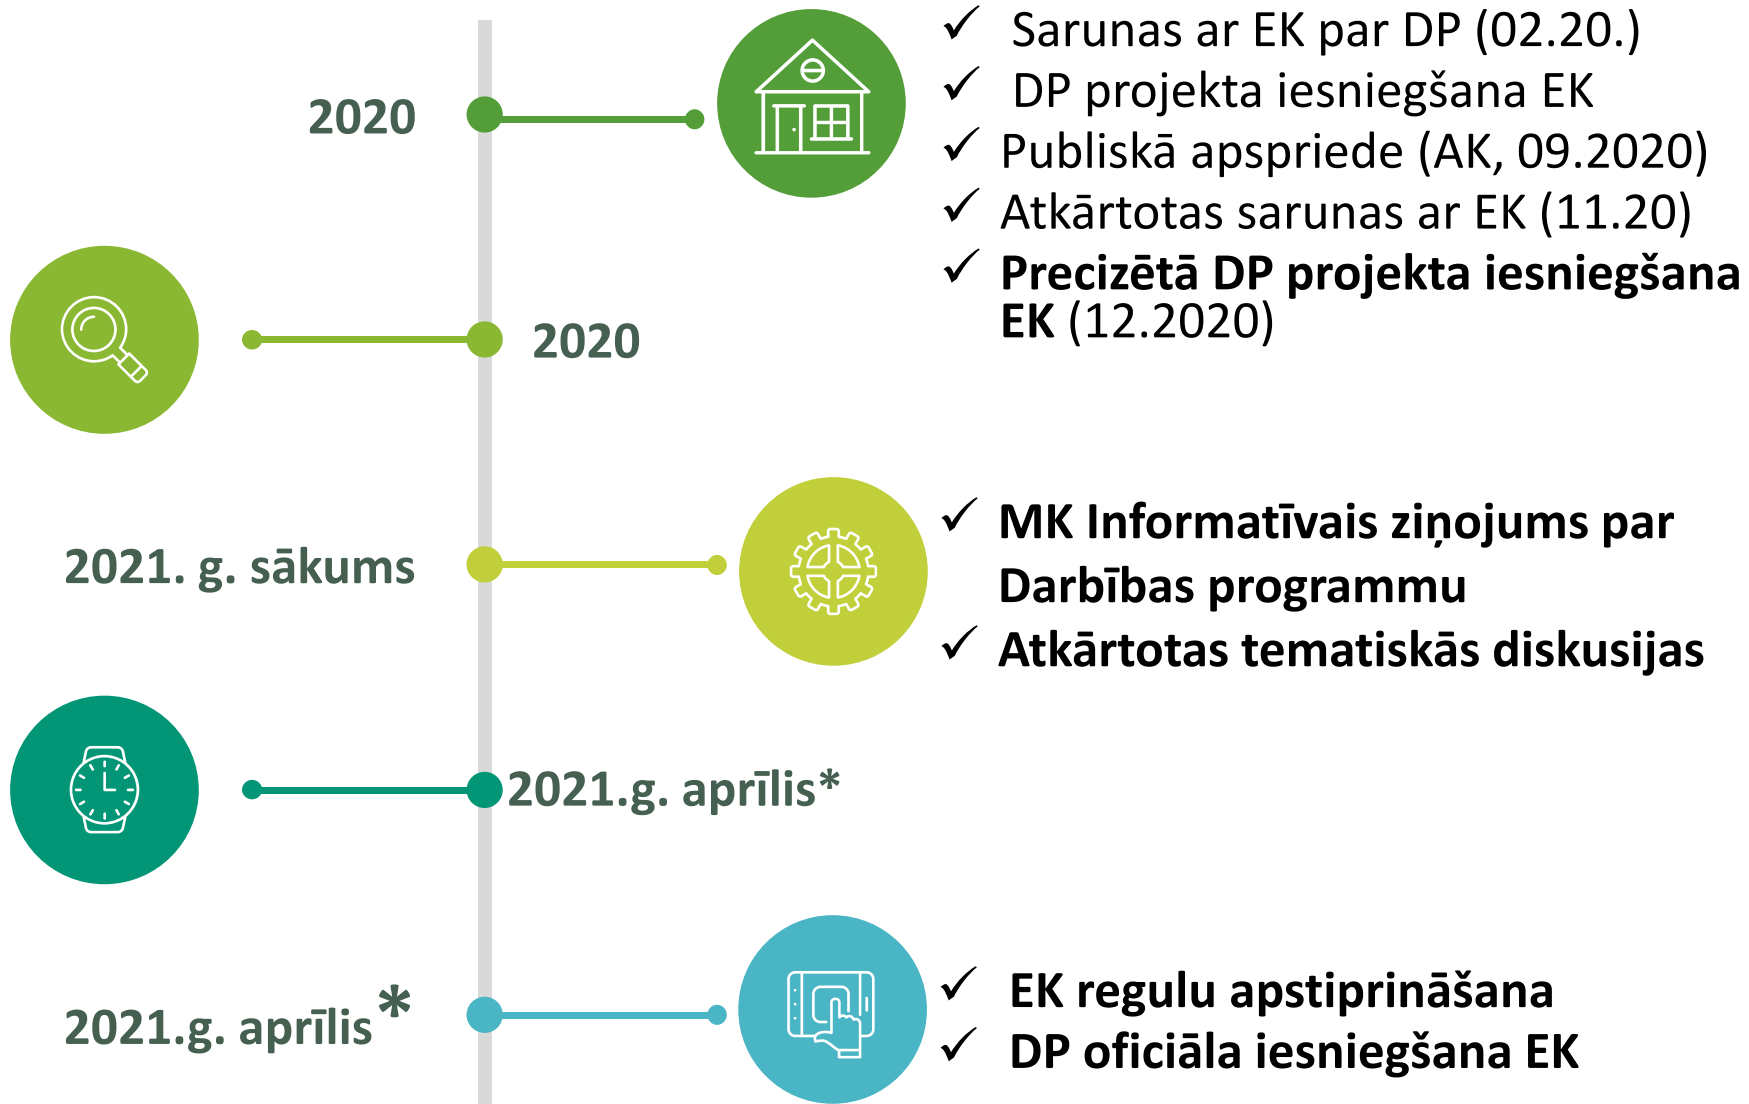 2020
✓ Sarunas ar EK par DP (02.20.)
✓ DP projekta iesniegšana EK
✓ Publiskā apspriede (AK, 09.2020)
✓ Atkārtotas sarunas ar EK (11.20)
✓ Precizētā DP projekta iesniegšana
EK (12.2020)
2020
2021. g. sākums
✓ MK Informatīvais ziņojums par
Darbības programmu
✓ Atkārtotas tematiskās diskusijas
2021.g. aprīlis*
2021.g. aprīlis*
✓ EK regulu apstiprināšana
✓ DP oficiāla iesniegšana EK